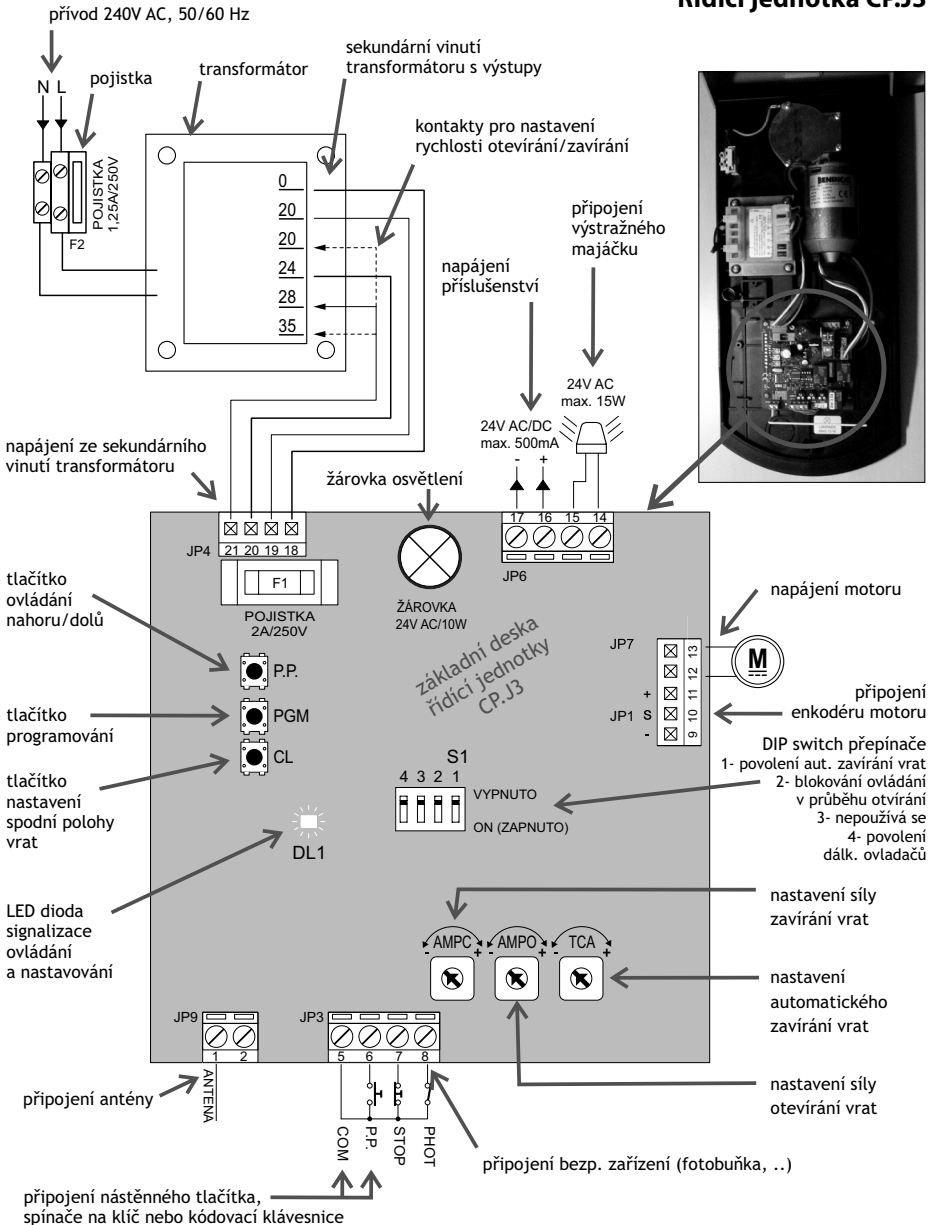 Řídicí jednotka CP.J3
přívod 240V AC, 50/60 Hz
sekundární vinutí
transformátoru s výstupy
pojistka
transformátor
N L
kontakty pro nastavení
rychlosti otevírání/zavírání
POJISTKA
1,25A/250V
F2
0
20
20
24
28
35
připojení
výstražného
majáčku
napájení
příslušenství
BENINCA
24V AC
max. 15W
24V AC/DC
max. 500mA
- +
napájení ze sekundárního
vinutí transformátoru
žárovka osvětlení
17 16 15 14
JP6
JP4 21 20 19 18
F1
POJISTKA
2A/250V
ŽÁROVKA
24V AC/10W
tlačítko
ovládání
nahoru/dolů
P.P.
základní deska
řídící jednotky
CP.J3
napájení motoru
JP7
13
12
M
+ 11
JP1 S 10
- 9
připojení
enkodéru motoru
tlačítko
programování
PGM
CL
tlačítko
nastavení
spodní polohy
vrat
S1
4 3 2 1
VYPNUTO
ON (ZAPNUTO)
DIP switch přepínače
1- povolení aut. zavírání vrat
2- blokování ovládání
v průběhu otvírání
3- nepoužívá se
4- povolení
dálk. ovladačů
DL1
LED dioda
signalizace
ovládání
a nastavování
nastavení síly
zavírání vrat
AMPC AMPO TCA
- + - + - +
nastavení
automatického
zavírání vrat
JP9
1 2
JP3
5 6 7 8
nastavení síly
otevírání vrat
připojení antény
ANTENA
COM
P.P.
STOP
PHOT
připojení bezp. zařízení (fotobuňka, ..)
připojení nástěnného tlačítka,
spínače na klíč nebo kódovací klávesnice